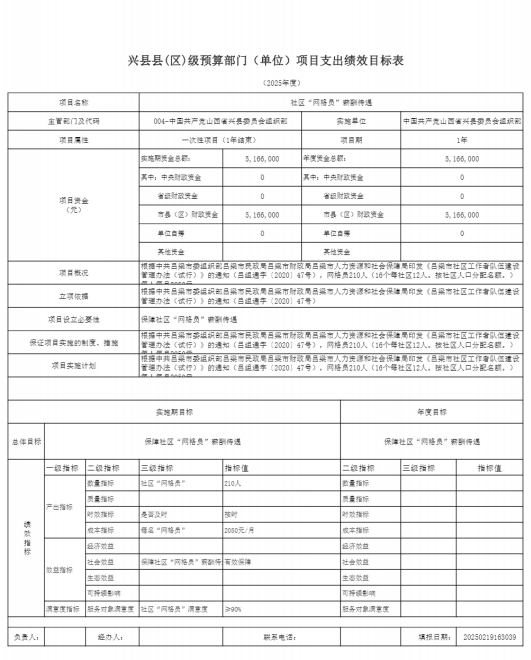 兴县县(区)级预算部门（单位）项目支出绩效目标表
（2025年度）
项目名称 社区“网格员”薪酬待遇
主管部门及代码 004-中国共产党山西省兴县委员会组织部 实施单位 中国共产党山西省兴县委员会组织部
项目属性 一次性项目（1年结束） 项目期 1年
项目资金（元）
实施期资金总额： 3,166,000 年度资金总额： 3,166,000
其中：中央财政资金 0 其中：中央财政资金 0
省级财政资金 0 省级财政资金 0
市县（区）财政资金 3,166,000 市县（区）财政资金 3,166,000
单位自筹 0 单位自筹 0
其他资金 其他资金
项目概况 根据中共吕梁市委组织部吕梁市民政局吕梁市财政局吕梁市人力资源和社会保障局印发《吕梁市社区工作者队伍建设
管理办法（试行）》的通知（吕组通字〔2020〕47号），网格员210人（16个每社区12人，按社区人口分配名额。）
立项依据 根据中共吕梁市委组织部吕梁市民政局吕梁市财政局吕梁市人力资源和社会保障局印发《吕梁市社区工作者队伍建设
管理办法（试行）》的通知（吕组通字〔2020〕47号）
项目设立必要性 保障社区“网格员”薪酬待遇
保证项目实施的制度、措施 根据中共吕梁市委组织部吕梁市民政局吕梁市财政局吕梁市人力资源和社会保障局印发《吕梁市社区工作者队伍建设
管理办法（试行）》的通知（吕组通字〔2020〕47号），网格员210人（16个每社区12人，按社区人口分配名额。）
项目实施计划 根据中共吕梁市委组织部吕梁市民政局吕梁市财政局吕梁市人力资源和社会保障局印发《吕梁市社区工作者队伍建设
管理办法（试行）》的通知（吕组通字〔2020〕47号），网格员210人（16个每社区12人，按社区人口分配名额。）
实施期目标 年度目标
总体目标 保障社区“网格员”薪酬待遇 保障社区“网格员”薪酬待遇
绩效指标
一级指标 二级指标 三级指标 指标值 二级指标 三级指标 指标值
产出指标 数量指标 社区“网格员” 210人 数量指标
质量指标 质量指标
时效指标 是否及时 按时 时效指标
成本指标 每名“网格员” 2050元/月 成本指标
效益指标 经济效益 经济效益
社会效益 保障社区“网格员”薪酬待 有效保障 社会效益
生态效益 生态效益
可持续影响 可持续影响
满意度指标 服务对象满意度 社区“网格员”满意度 ≥90% 服务对象满意度
负责人： 经办人： 联系电话： 填报日期： 20250219163039